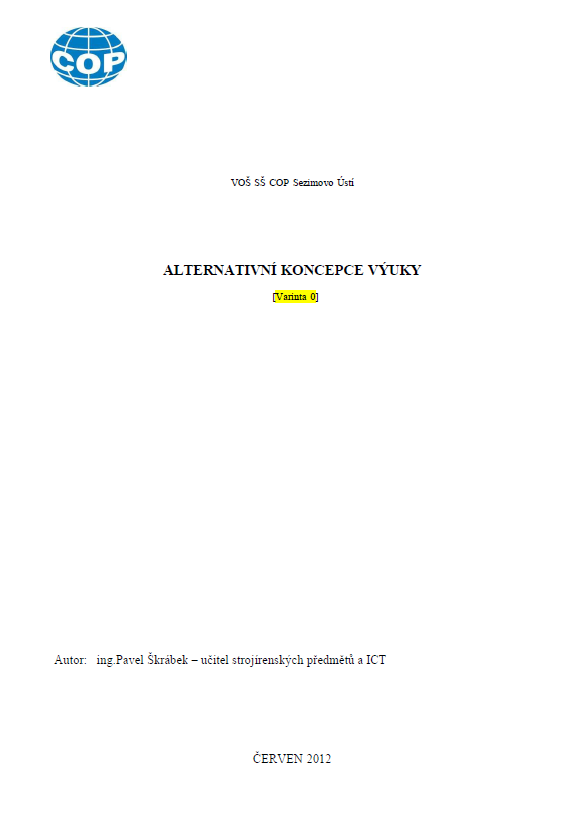 COP
VOŠ SŠ COP Sezimovo Ústí
ALTERNATIVNÍ KONCEPCE VÝUKY
[Varinta 0]
Autor: ing.Pavel Škrábek – učitel strojírenských předmětů a ICT
ČERVEN 2012